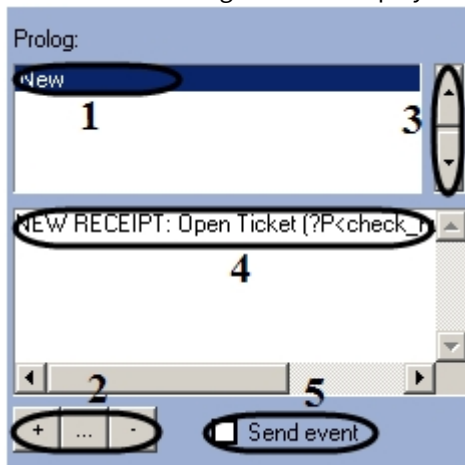 Prolog:
New
1
3
NEW RECEIPT: Open Ticket (?P<check_
4
2
5
+ ... - Send event